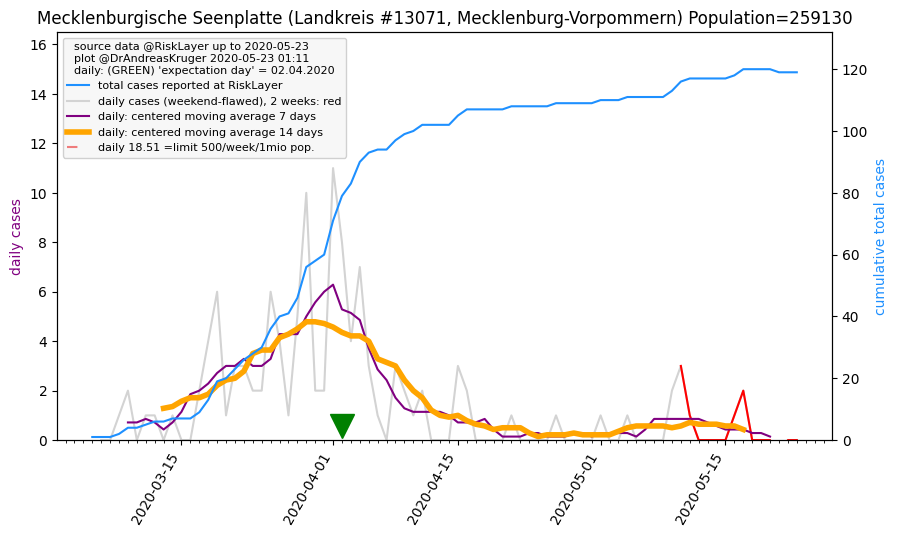 Mecklenburgische Seenplatte (Landkreis #13071, Mecklenburg-Vorpommern) Population=259130
source data @RiskLayer up to 2020-05-23
plot @DrAndreasKruger 2020-05-23 01:11
daily: (GREEN) 'expectation day' = 02.04.2020
total cases reported at RiskLayer
daily cases (weekend-flawed), 2 weeks: red
daily: centered moving average 7 days
daily: centered moving average 14 days
daily 18.51 =limit 500/week/1mio pop.
daily cases
16
14
12
10
8
6
4
2
0
120
100
80
60
40
20
0
cumulative total cases
2020-03-15
2020-04-01
2020-04-15
2020-05-01
2020-05-15